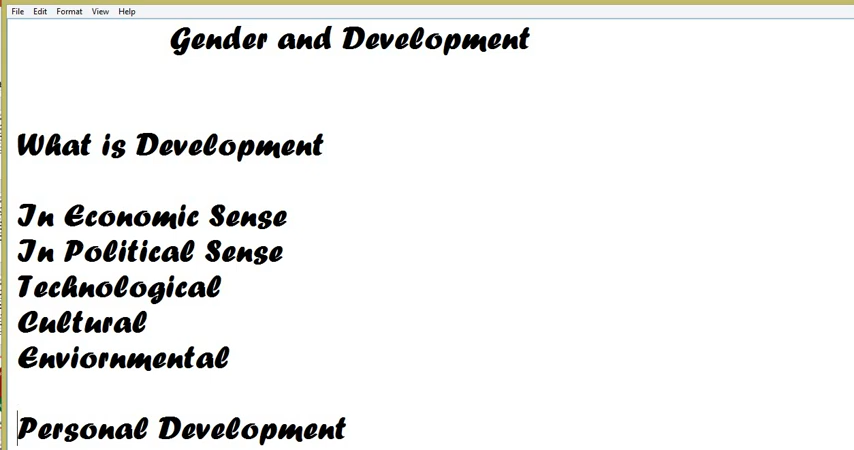 File Edit Format View Help
Gender and Development
What is Development
In Economic Sense
In Political Sense
Technological
Cultural
Enviornmental
Personal Development